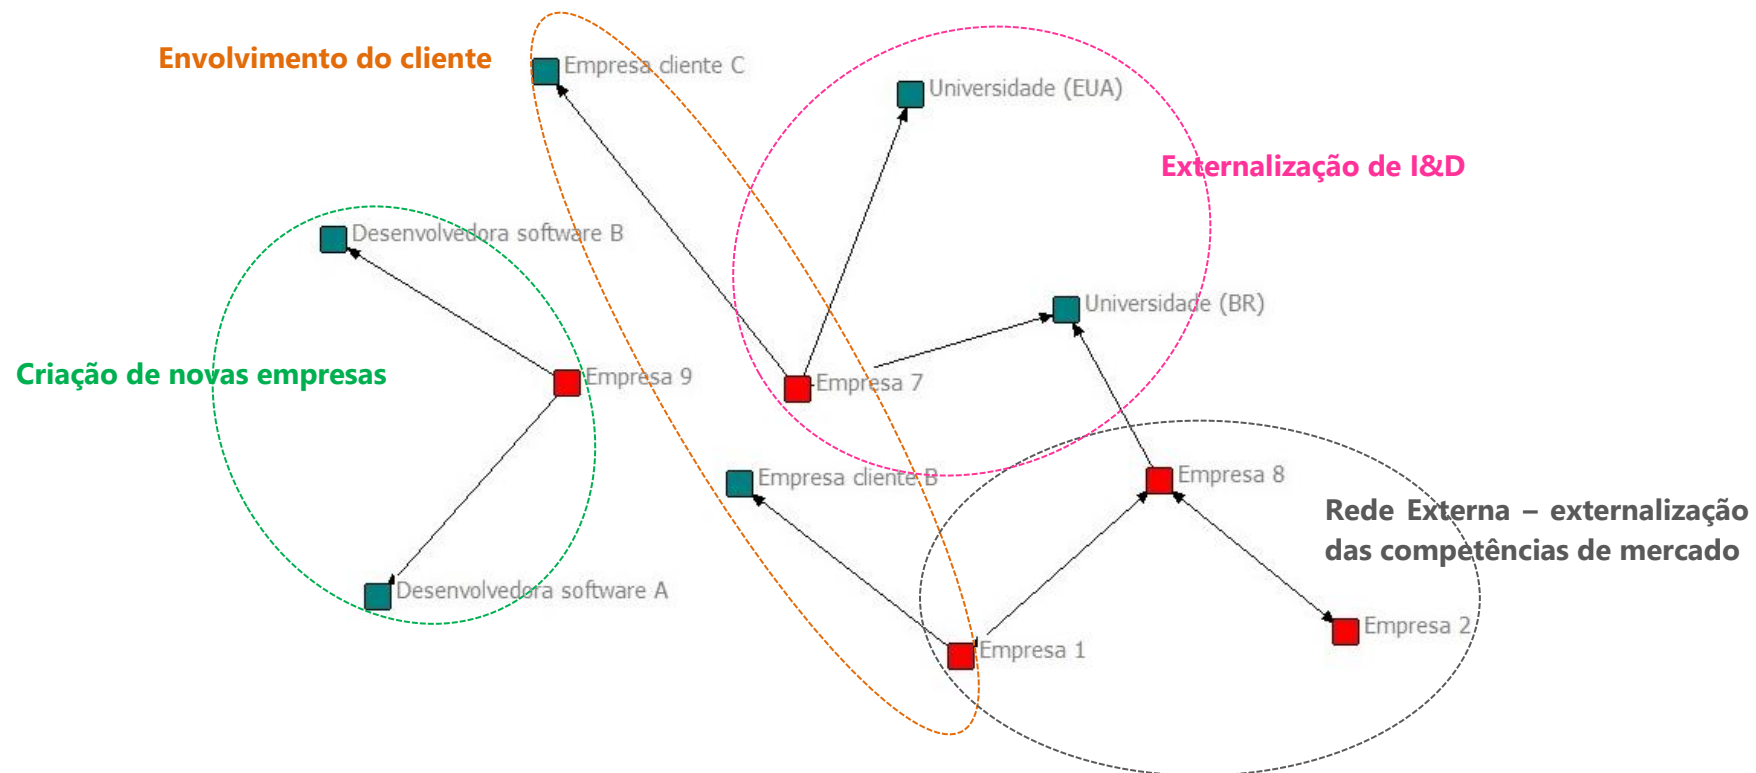 Envolvimento do cliente
Empresa cliente C
Universidade (EUA)
Externalização de I&D
Desenvolvedora software B
Universidade (BR)
Criação de novas empresas
Empresa 9
Empresa 7
Empresa cliente B
Empresa 8
Rede Externa – externalização
das competências de mercado
Desenvolvedora software A
Empresa 2
Empresa 1